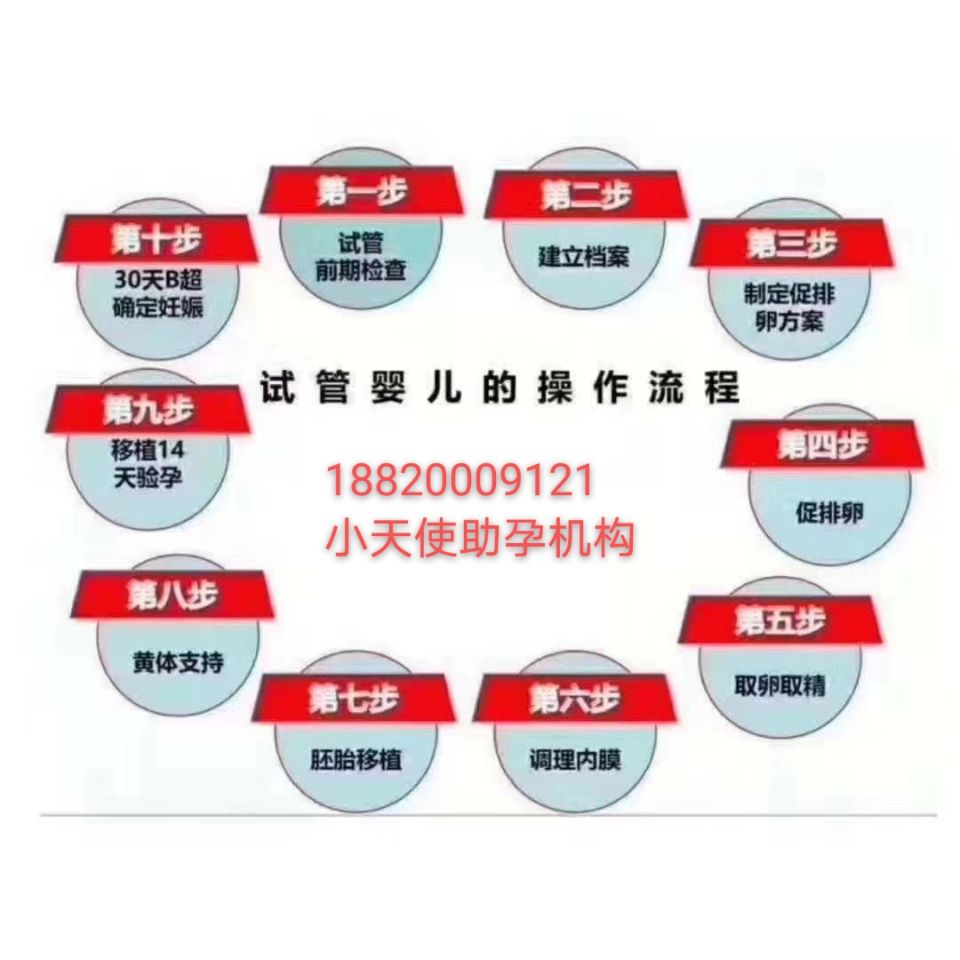 第一步
试管
前期检查
第二步
建立档案
第三步
制定促排
卵方案
第四步
促排卵
第五步
取卵取精
第六步
调理内膜
第七步
胚胎移植
第八步
黄体支持
第九步
移植14
天验孕
第十步
30天B超
确定妊娠
试管婴儿的操作流程
18820009121
小天使助孕机构